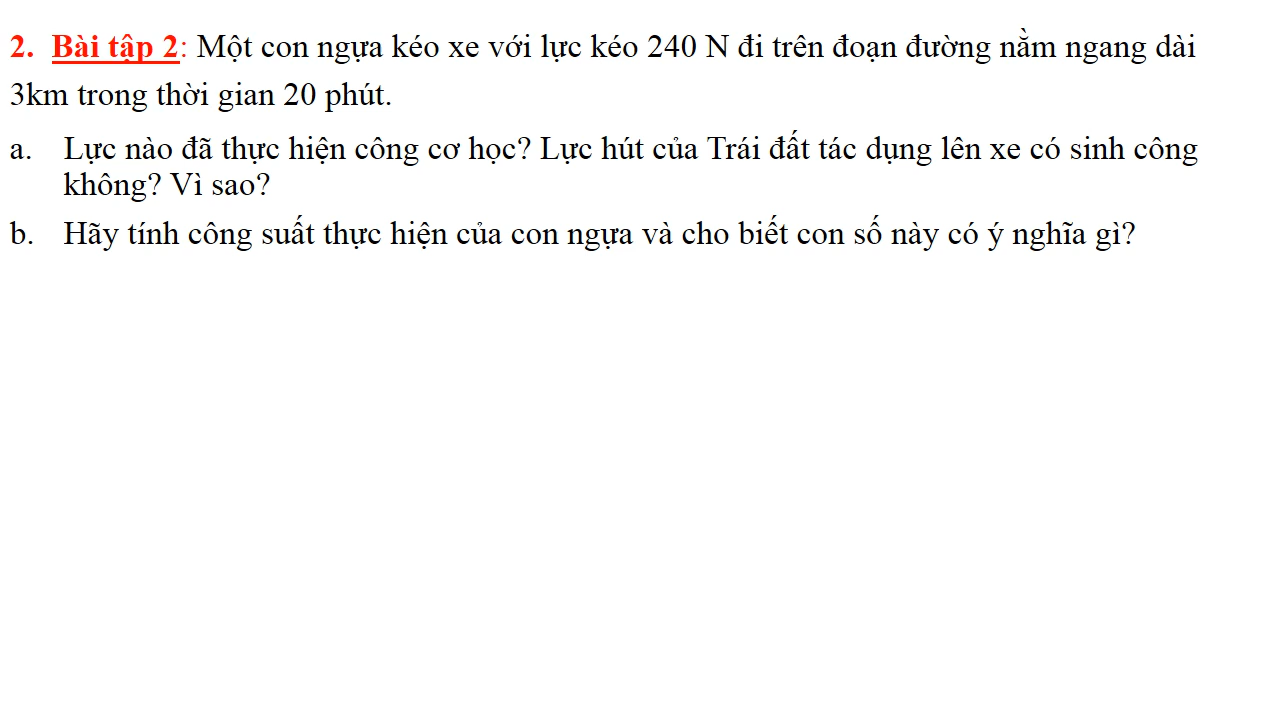 2. Bài tập 2: Một con ngựa kéo xe với lực kéo 240 N đi trên đoạn đường nằm ngang dài
3km trong thời gian 20 phút.
a. Lực nào đã thực hiện công cơ học? Lực hút của Trái đất tác dụng lên xe có sinh công
không? Vì sao?
b. Hãy tính công suất thực hiện của con ngựa và cho biết con số này có ý nghĩa gì?